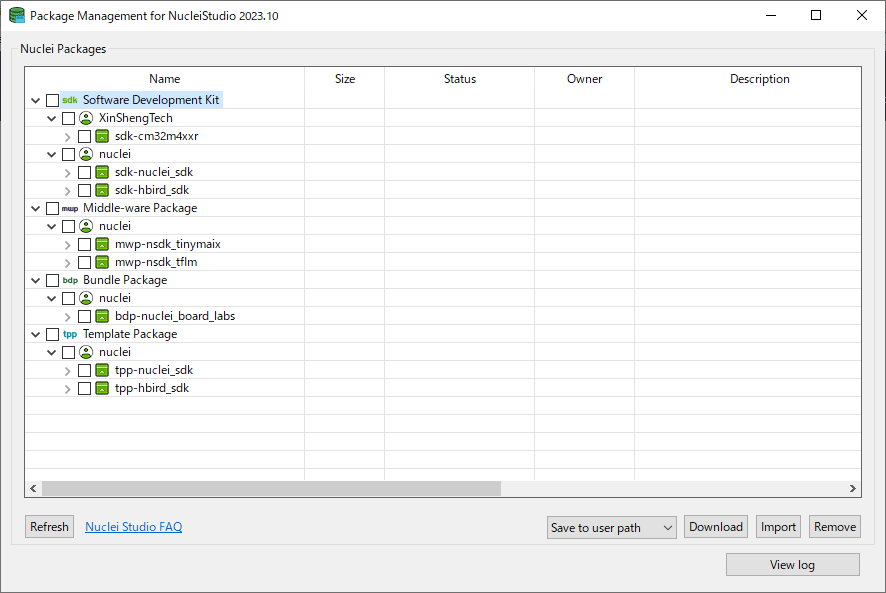 Package Management for NucleiStudio 2023.10
Nuclei Packages
Name Size Status Owner Description
sdk Software Development Kit
XinShengTech
sdk-cm32m4xxr
nuclei
sdk-nuclei_sdk
sdk-hbird_sdk
mwp Middle-ware Package
nuclei
mwp-nsdk_tinymaix
mwp-nsdk_tflm
bdp Bundle Package
nuclei
bdp-nuclei_board_labs
tpp Template Package
nuclei
tpp-nuclei_sdk
tpp-hbird_sdk
Refresh Nuclei Studio FAQ Save to user path Download Import Remove
View log